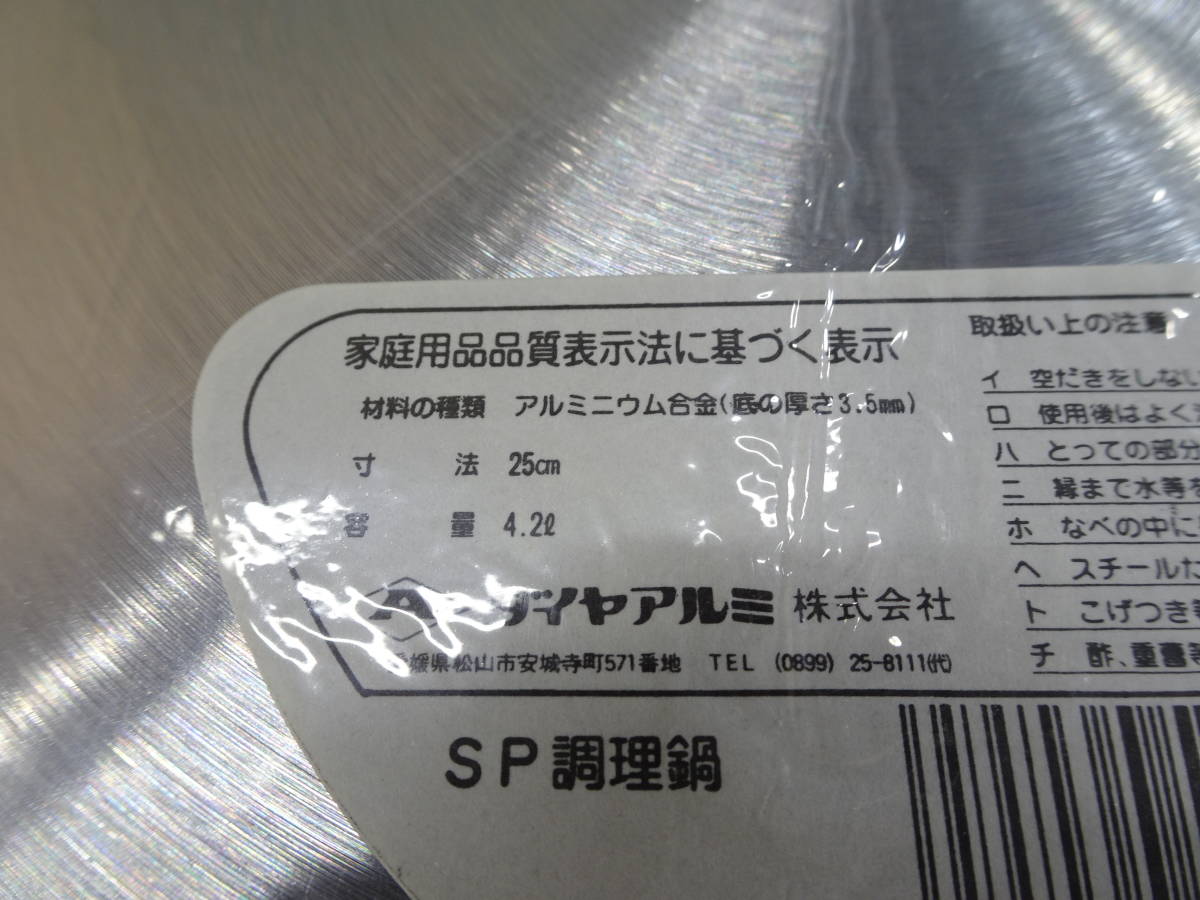 家庭用品品質表示法に基づく表示
材料の種類 アルミニウム合金(底の厚さ3.5mm)
寸 法 25cm
容 量 4.2ℓ
ダイヤアルミ 株式会社
愛媛県松山市安城寺町571番地 TEL (0899) 25-8111(代)
SP調理鍋
取扱い上の注意
イ 空だきをしない
ロ 使用後はよく
ハ とっての部分
ニ 縁まで水等を
ホ なべの中に
ヘ スチールた
ト こげつき
チ 酢、重曹等